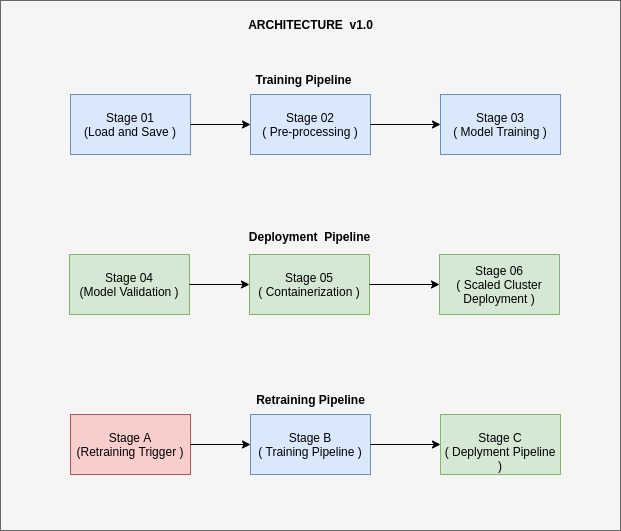 ARCHITECTURE  v1.0
Training Pipeline
Stage 01
(Load and Save )
Stage 02
( Pre-processing )
Stage 03
( Model Training )
Deployment  Pipeline
Stage 04
(Model Validation )
Stage 05
( Containerization )
Stage 06
( Scaled Cluster
Deployment )
Retraining Pipeline
Stage A
(Retraining Trigger )
Stage B
( Training Pipeline )
Stage C
( Deplyment Pipeline
)